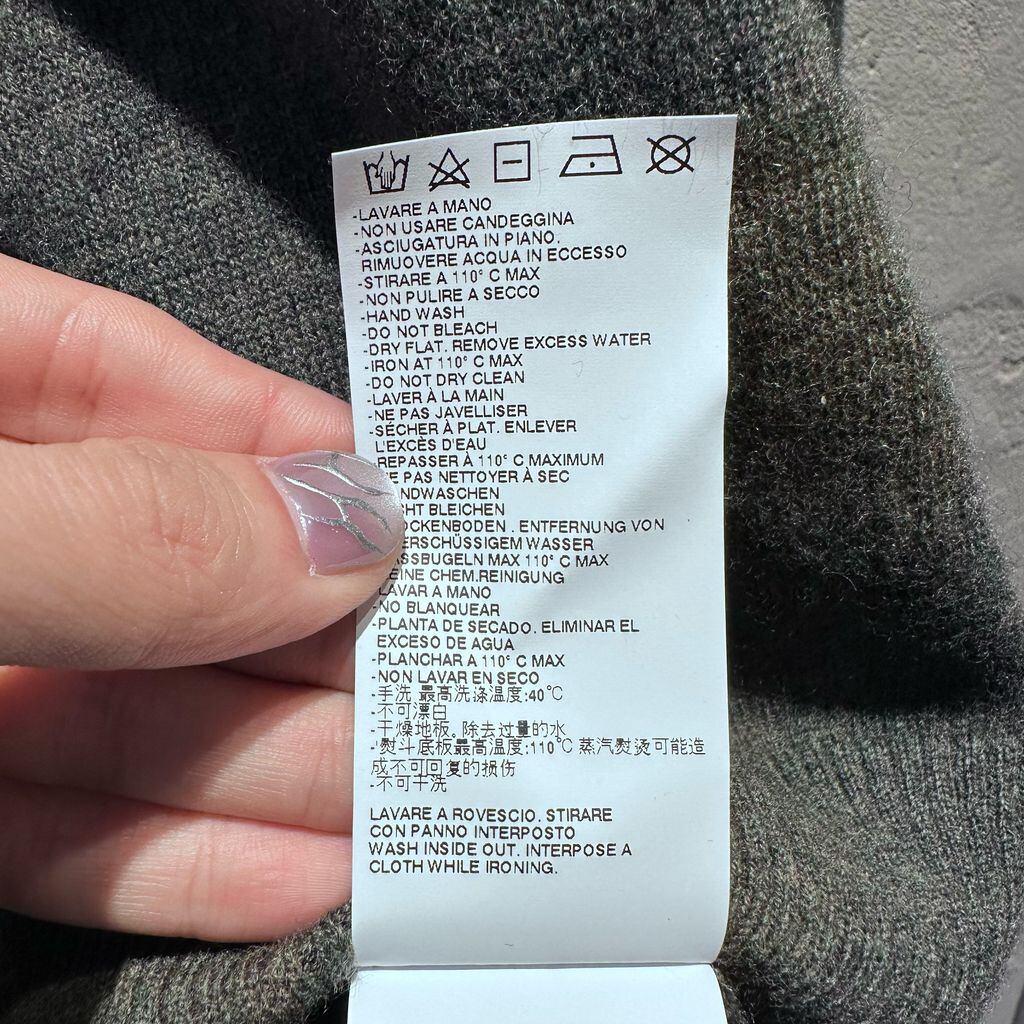 -LAVARE A MANO
-NON USARE CANDEGGINA
-ASCIUGATURA IN PIANO.
RIMUOVERE ACQUA IN ECCESSO
-STIRARE A 110° C MAX
-NON PULIRE A SECCO
-HAND WASH
-DO NOT BLEACH
-DRY FLAT. REMOVE EXCESS WATER
-IRON AT 110° C MAX
-DO NOT DRY CLEAN
-LAVER À LA MAIN
-NE PAS JAVELLISER
-SÉCHER À PLAT. ENLEVER
L'EXCÈS D'EAU
REPASSER À 110° C MAXIMUM
PAS NETTOYER À SEC
BLEICHEN
ENTFERNUNG VON
WASSER
MAX 110° C MAX
CHEM.REINIGUNG
LAVAR A MANO
-NO BLANQUEAR
-PLANTA DE SECADO. ELIMINAR EL
EXCESO DE AGUA
-PLANCHAR A 110° C MAX
-NON LAVAR EN SECO
-手洗 最高洗涤温度:40℃
-不可漂白
-干燥地板。除去过量的水
-熨斗底板最高温度:110℃ 蒸汽熨烫可能造
成不可回复的损伤
-不可干洗
LAVARE A ROVESCIO. STIRARE
CON PANNO INTERPOSTO
WASH INSIDE OUT. INTERPOSE A
CLOTH WHILE IRONING.